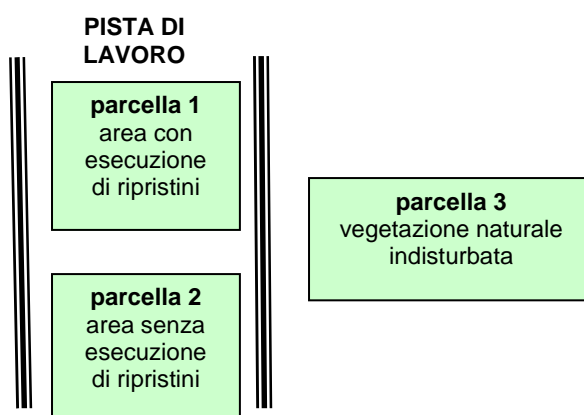 PISTA DI
LAVORO
parcella 1
area con
esecuzione
di ripristini
parcella 3
vegetazione naturale
indisturbata
parcella 2
area senza
esecuzione
di ripristini